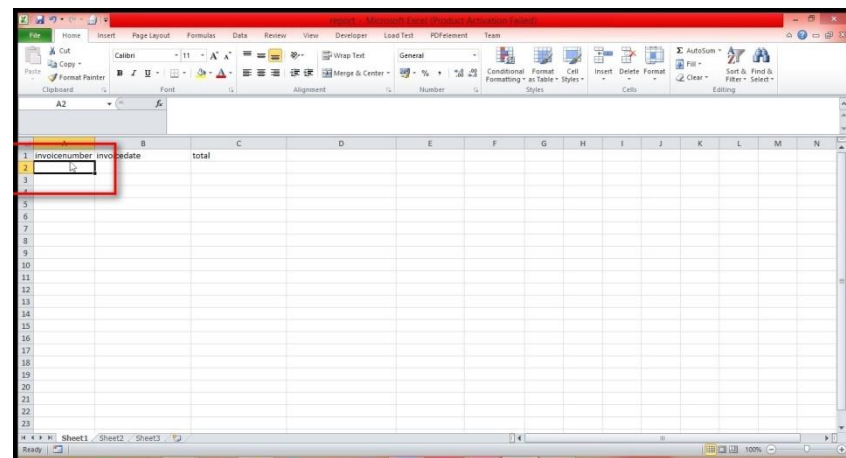 report - Microsoft Excel (Product Activation Failed)
File Home Insert Page Layout Formulas Data Review View Developer Load Test PDFelement Team
Cut
Copy
Paste
Format Painter
Calibri 11
Wrap Text
Merge & Center
General
Conditional Formatting
Format as Table
Cell Styles
Insert Delete Format
AutoSum
Fill
Clear
Sort & Filter
Find & Select
Clipboard Font Alignment Number Styles Cells Editing
A2 fx
A B C D E F G H I J K L M N
1 invoicenumber invoicedate total
2
3
4
5
6
7
8
9
10
11
12
13
14
15
16
17
18
19
20
21
22
23
Sheet1 Sheet2 Sheet3
Ready 100%